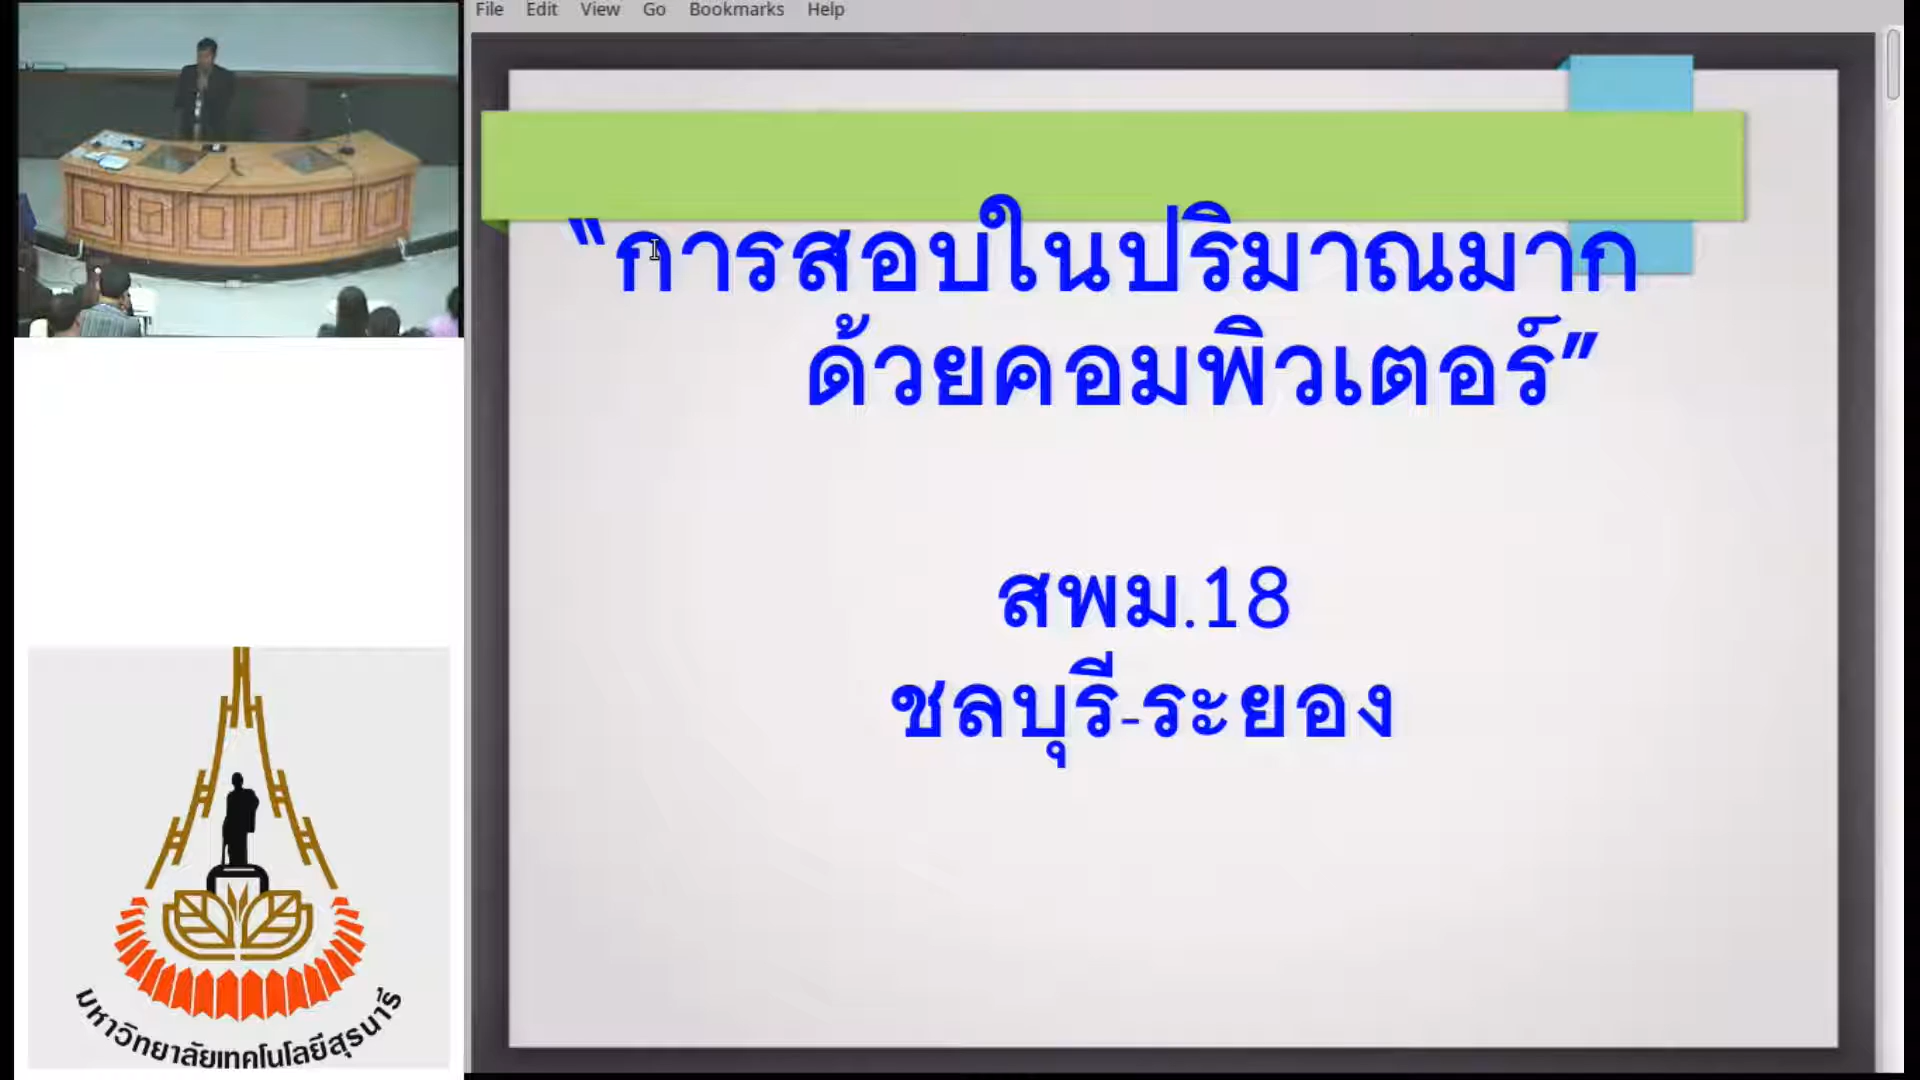 File Edit View Go Bookmarks Help
“การสอบในปริมาณมาก
ด้วยคอมพิวเตอร์”
สพม.18
ชลบุรี-ระยอง
มหาวิทยาลัยเทคโนโลยีสุรนารี